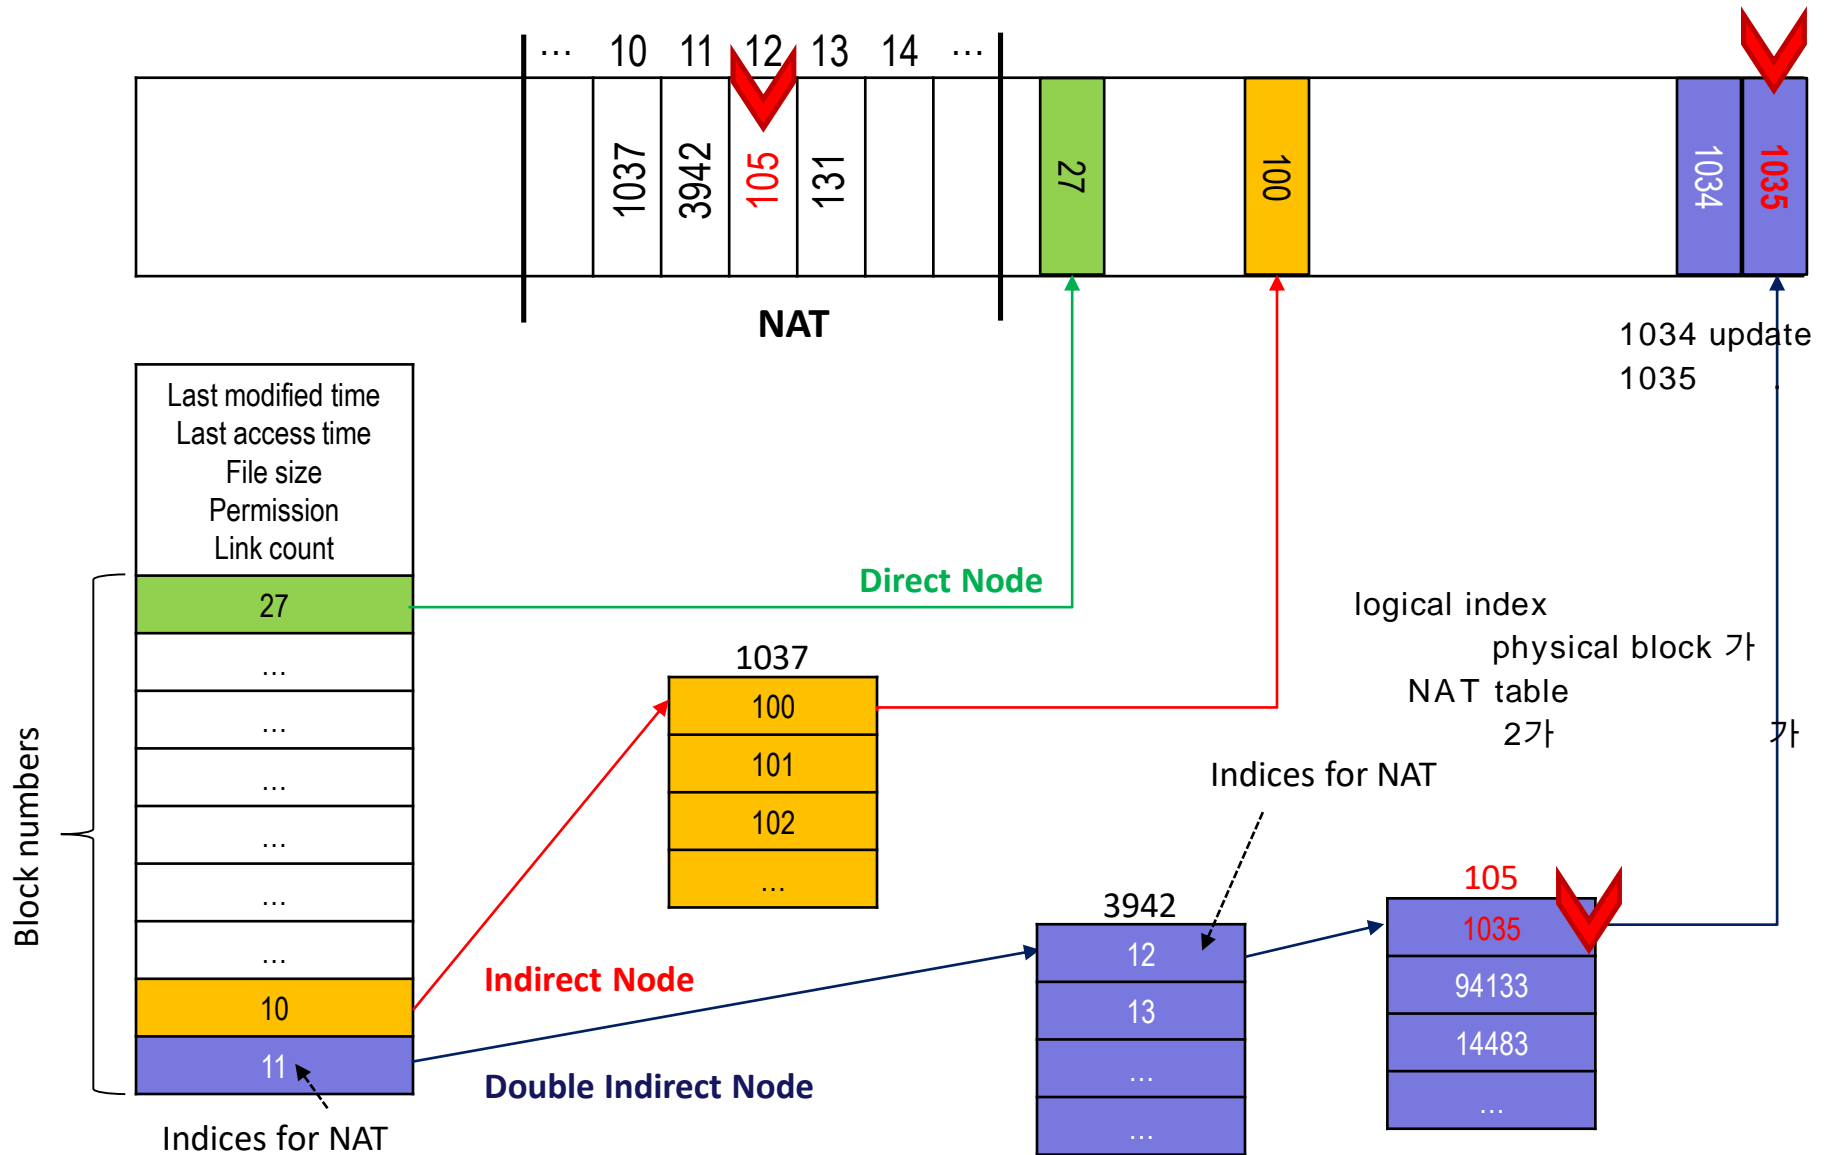 … 10 11 12 13 14 …
1037 3942 105 131
27
100
1034
1035
NAT
1034 update
1035
Last modified time
Last access time
File size
Permission
Link count
27
…
…
…
…
…
…
10
11
Block numbers
Indices for NAT
Direct Node
Indirect Node
Double Indirect Node
1037
100
101
102
…
logical index
physical block 가
NAT table
2가 가
Indices for NAT
3942
12
13
…
…
105
1035
94133
14483
…